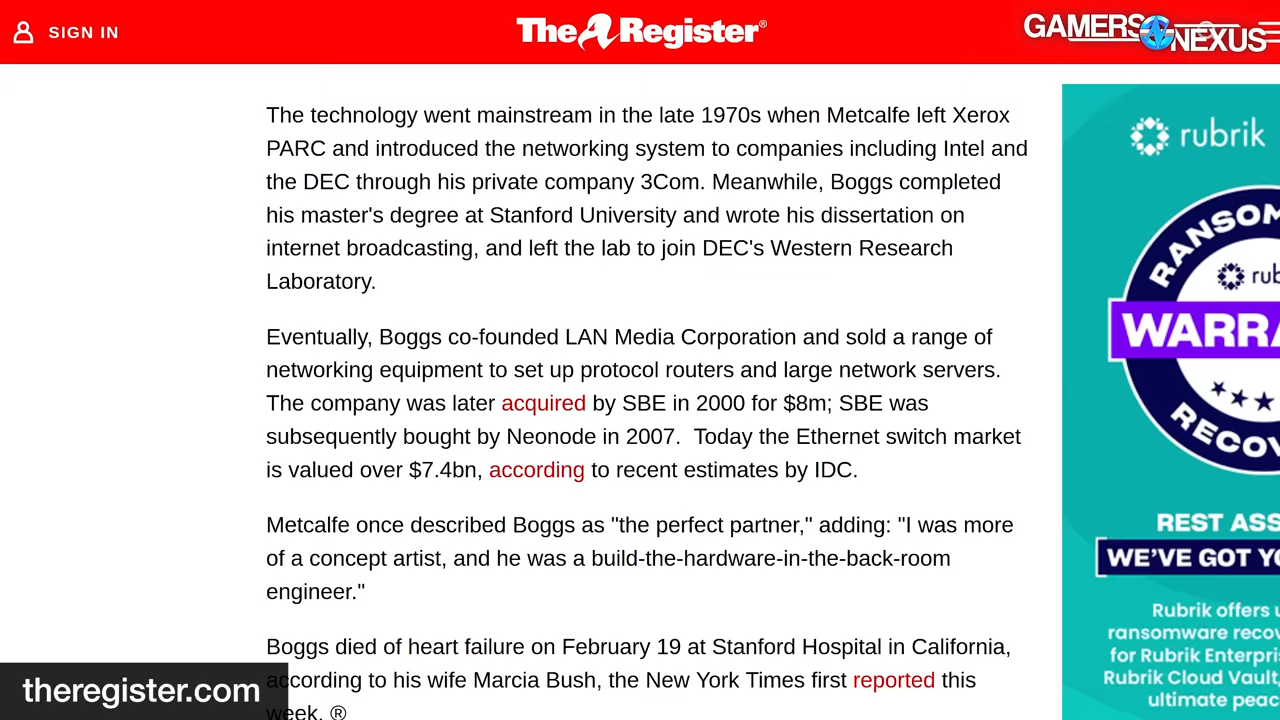 SIGN IN
The Register®
GAMERS NEXUS
The technology went mainstream in the late 1970s when Metcalfe left Xerox
PARC and introduced the networking system to companies including Intel and
the DEC through his private company 3Com. Meanwhile, Boggs completed
his master's degree at Stanford University and wrote his dissertation on
internet broadcasting, and left the lab to join DEC's Western Research
Laboratory.
Eventually, Boggs co-founded LAN Media Corporation and sold a range of
networking equipment to set up protocol routers and large network servers.
The company was later acquired by SBE in 2000 for $8m; SBE was
subsequently bought by Neonode in 2007.  Today the Ethernet switch market
is valued over $7.4bn, according to recent estimates by IDC.
Metcalfe once described Boggs as "the perfect partner," adding: "I was more
of a concept artist, and he was a build-the-hardware-in-the-back-room
engineer."
Boggs died of heart failure on February 19 at Stanford Hospital in California,
according to his wife Marcia Bush, the New York Times first reported this
week. ®
theregister.com
rubrik
RANSOM
rub
WARRA
RECOV
REST ASS
WE'VE GOT YO
Rubrik offers u
ransomware recov
for Rubrik Enterpri
Rubrik Cloud Vault,
ultimate peac